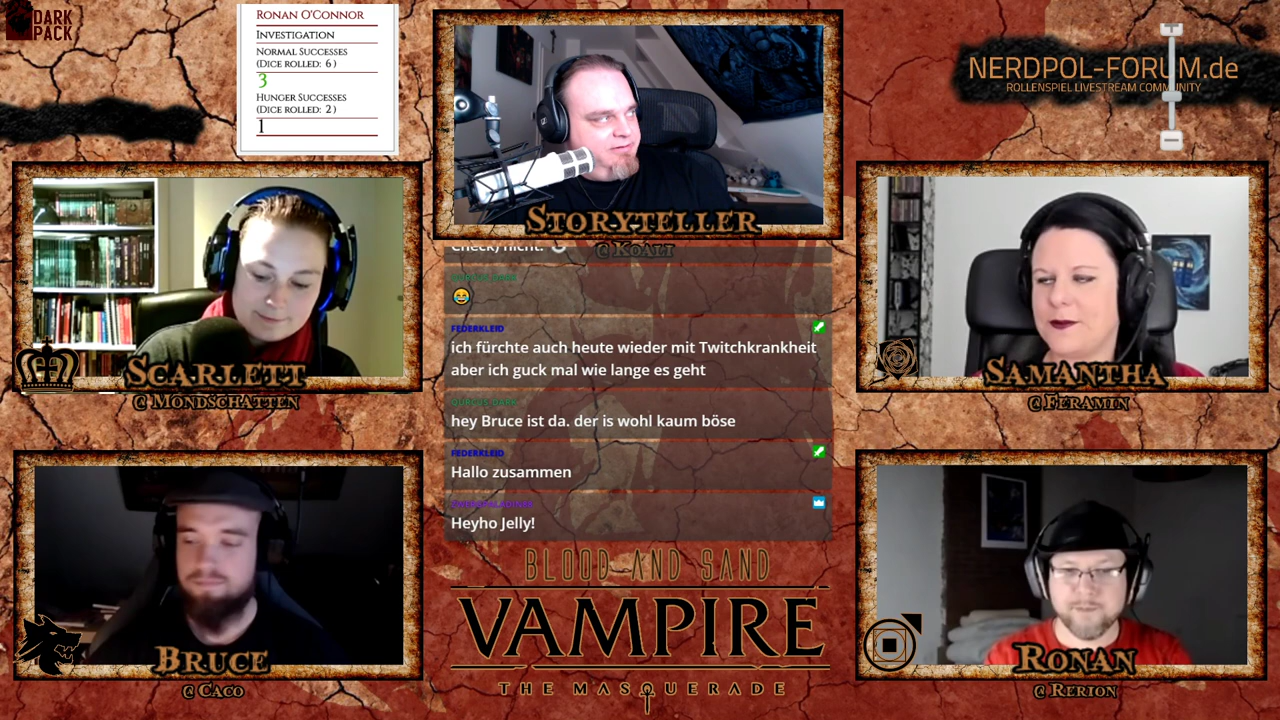 DARK
PACK
Ronan O'Connor
Investigation
Normal Successes
(Dice rolled: 6)
3
Hunger Successes
(Dice rolled: 2)
1
NERDPOL-FORUM.de
ROLLENSPIEL LIVESTREAM COMMUNITY
Storyteller
@ Koali
Scarlett
@ Mondschatten
Samantha
@ Feramin
FEDERKLEID
ich fürchte auch heute wieder mit Twitchkrankheit
aber ich guck mal wie lange es geht
hey Bruce ist da. der is wohl kaum böse
FEDERKLEID
Hallo zusammen
Heyho Jelly!
Bruce
@ Caco
Ronan
@ Rerion
BLOOD AND SAND
VAMPIRE
THE MASQUERADE